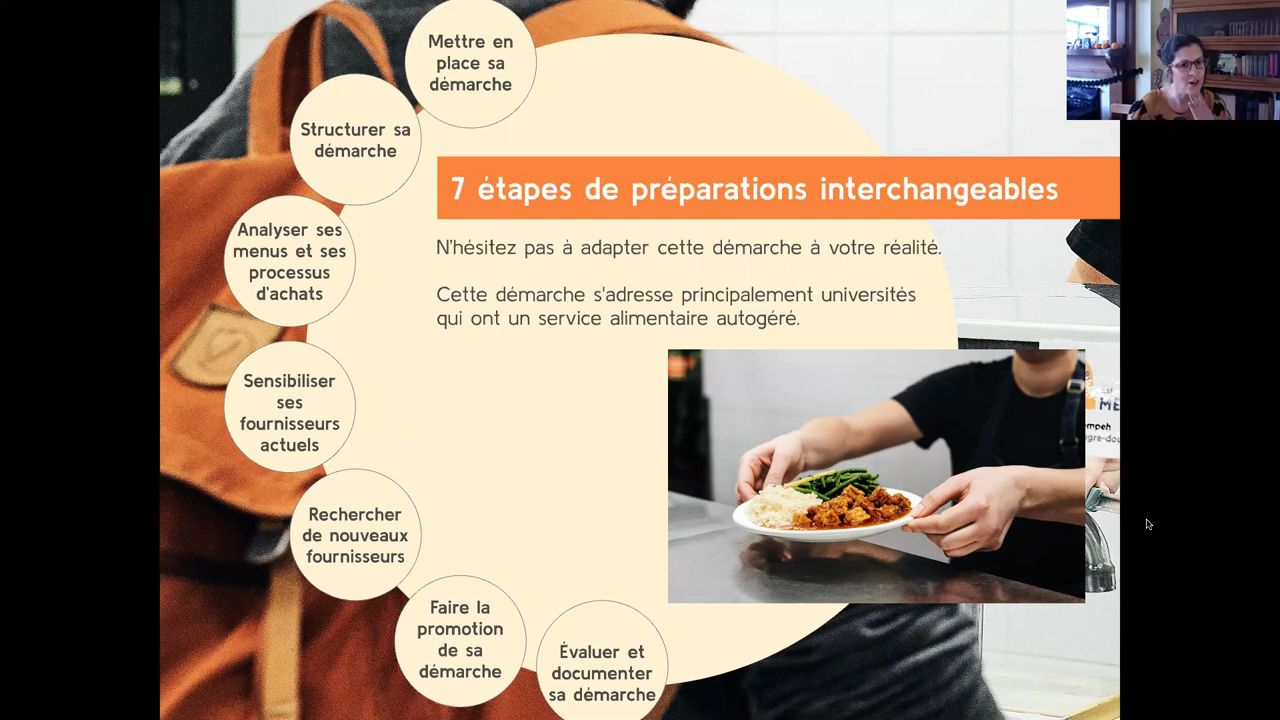 Mettre en
place sa
démarche
Structurer sa
démarche
Analyser ses
menus et ses
processus
d'achats
Sensibiliser
ses
fournisseurs
actuels
Rechercher
de nouveaux
fournisseurs
Faire la
promotion
de sa
démarche
Évaluer et
documenter
sa démarche
7 étapes de préparations interchangeables
N'hésitez pas à adapter cette démarche à votre réalité.
Cette démarche s'adresse principalement universités
qui ont un service alimentaire autogéré.